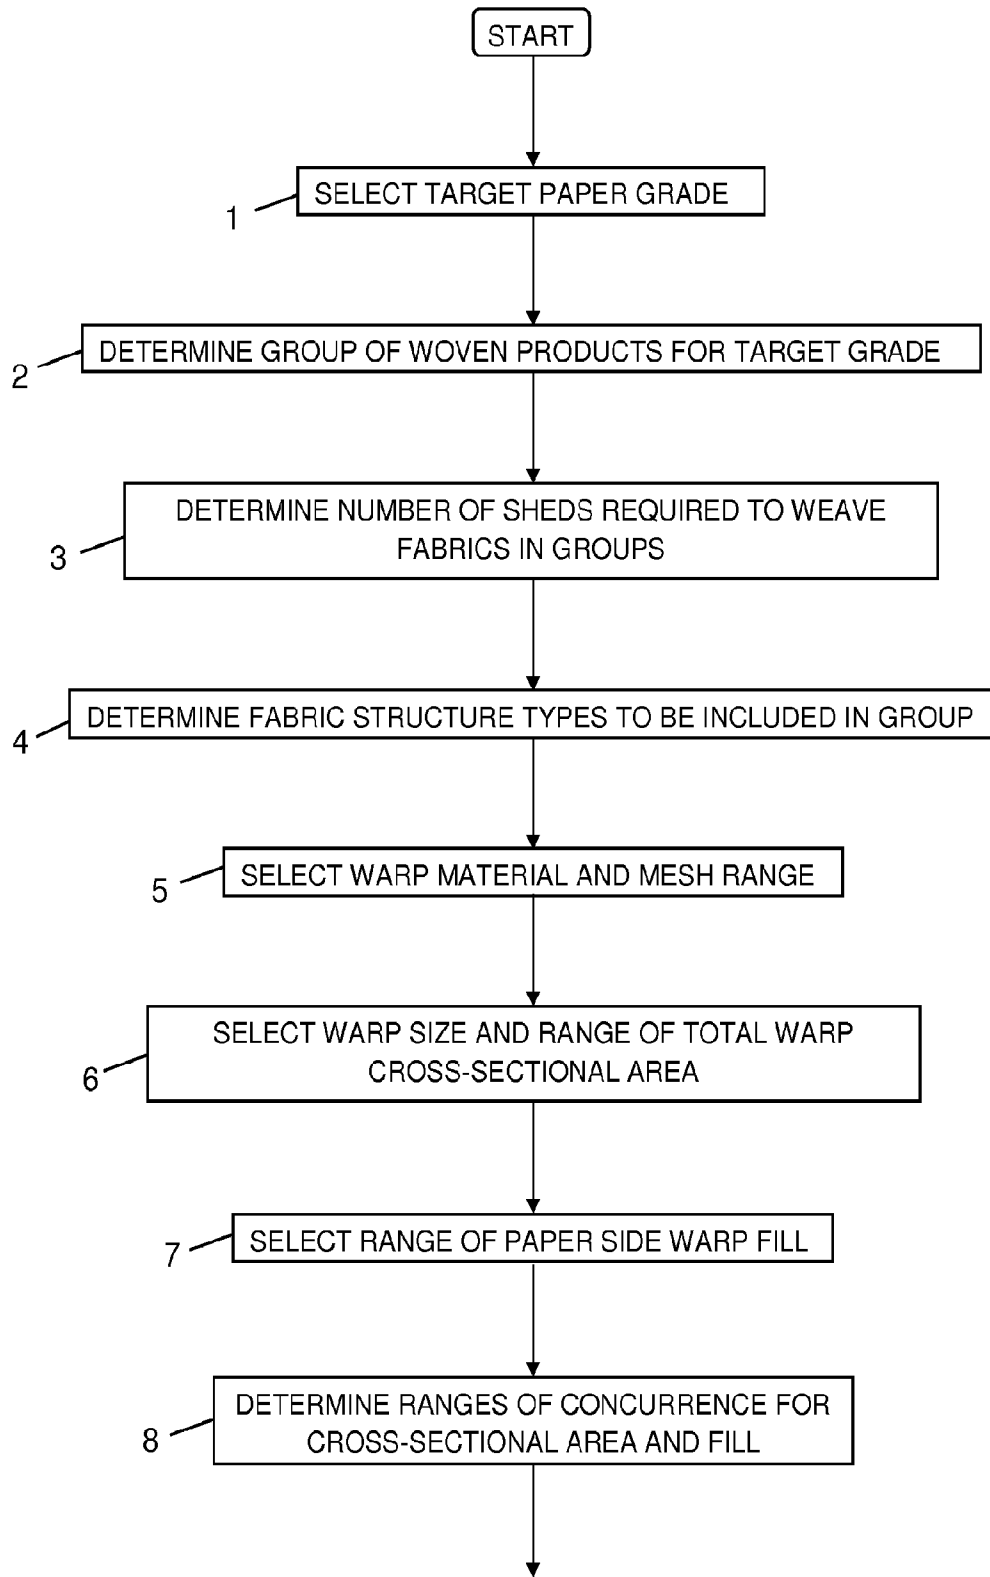 START
SELECT TARGET PAPER GRADE
1
DETERMINE GROUP OF WOVEN PRODUCTS FOR TARGET GRADE
2
DETERMINE NUMBER OF SHEDS REQUIRED TO WEAVE
FABRICS IN GROUPS
3
DETERMINE FABRIC STRUCTURE TYPES TO BE INCLUDED IN GROUP
4
SELECT WARP MATERIAL AND MESH RANGE
5
SELECT WARP SIZE AND RANGE OF TOTAL WARP
CROSS-SECTIONAL AREA
6
SELECT RANGE OF PAPER SIDE WARP FILL
7
DETERMINE RANGES OF CONCURRENCE FOR
CROSS-SECTIONAL AREA AND FILL
8